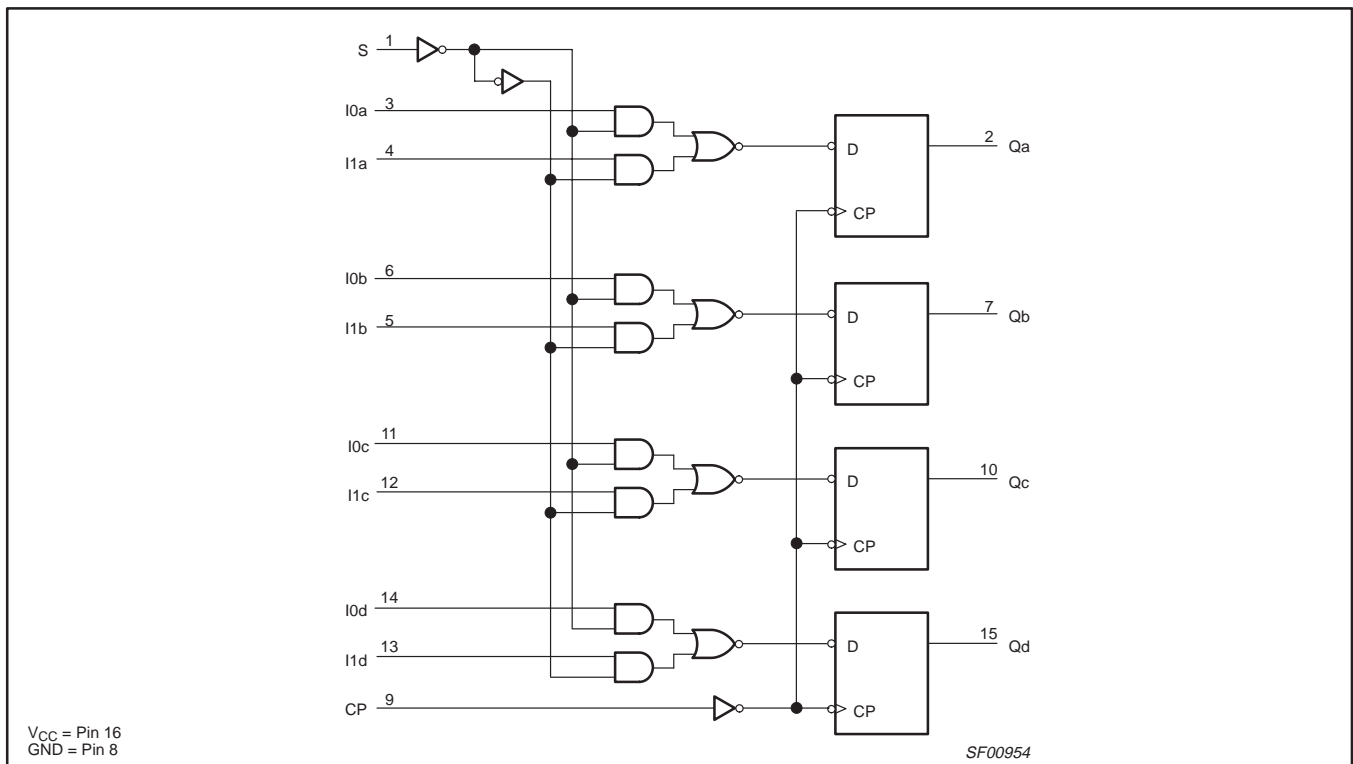 S 1
I0a 3
I1a 4
D
2 Qa
CP
I0b 6
I1b 5
D
7 Qb
CP
I0c 11
I1c 12
D
10 Qc
CP
I0d 14
I1d 13
D
15 Qd
CP 9
CP
VCC = Pin 16
GND = Pin 8
SF00954